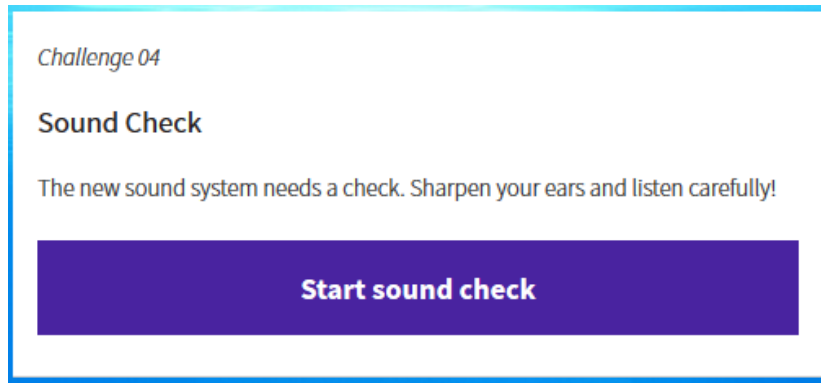 Challenge 04
Sound Check
The new sound system needs a check. Sharpen your ears and listen carefully!
Start sound check